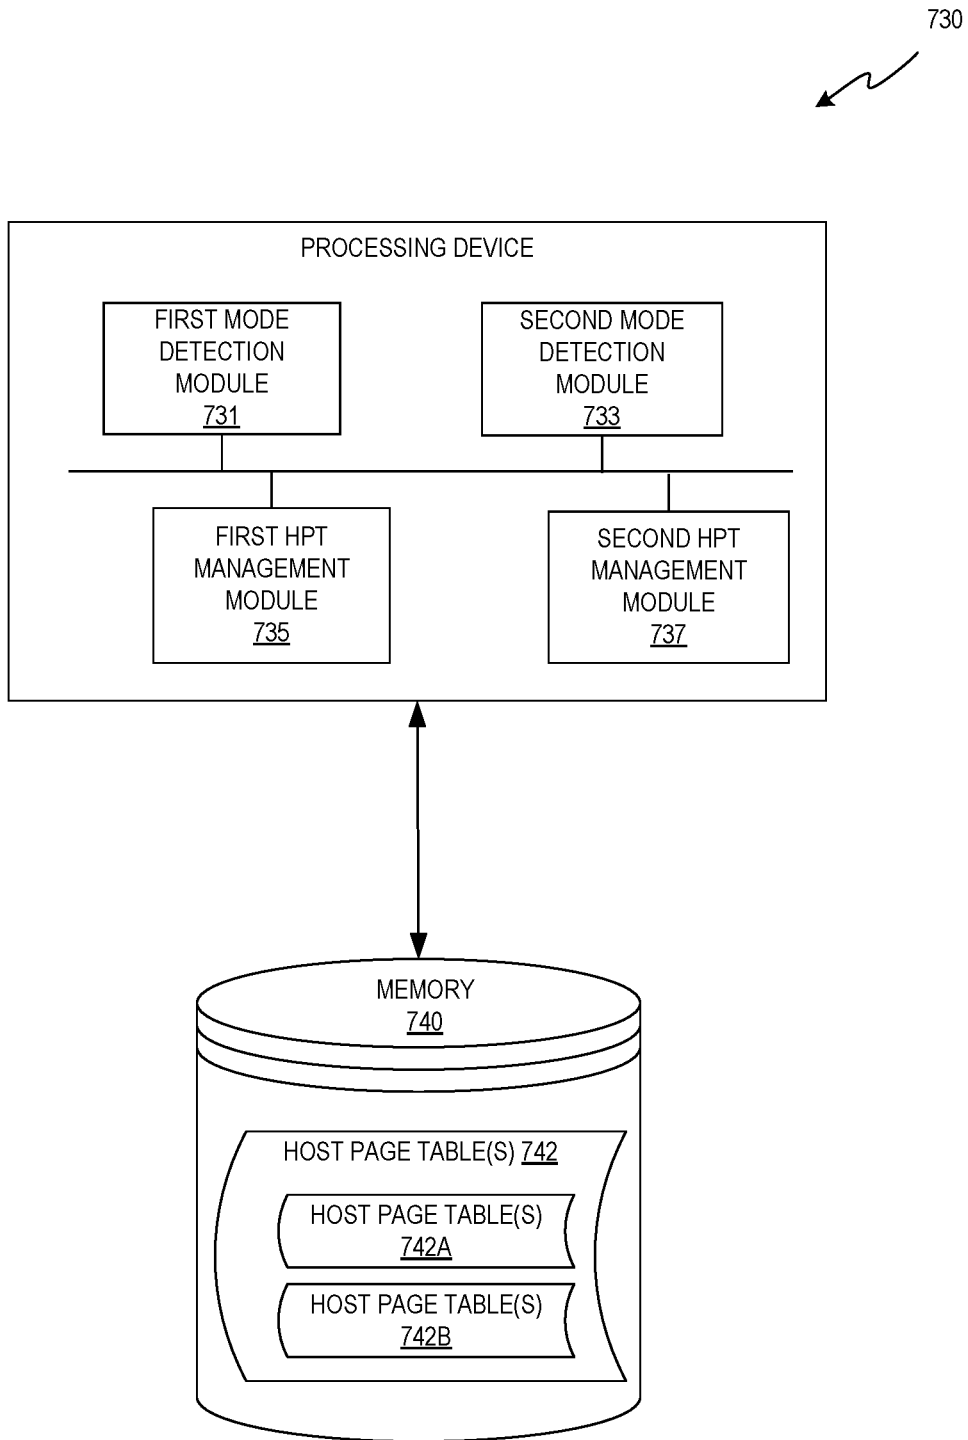 730
PROCESSING DEVICE
FIRST MODE
DETECTION
MODULE
731
SECOND MODE
DETECTION
MODULE
733
FIRST HPT
MANAGEMENT
MODULE
735
SECOND HPT
MANAGEMENT
MODULE
737
MEMORY
740
HOST PAGE TABLE(S) 742
HOST PAGE TABLE(S)
742A
HOST PAGE TABLE(S)
742B